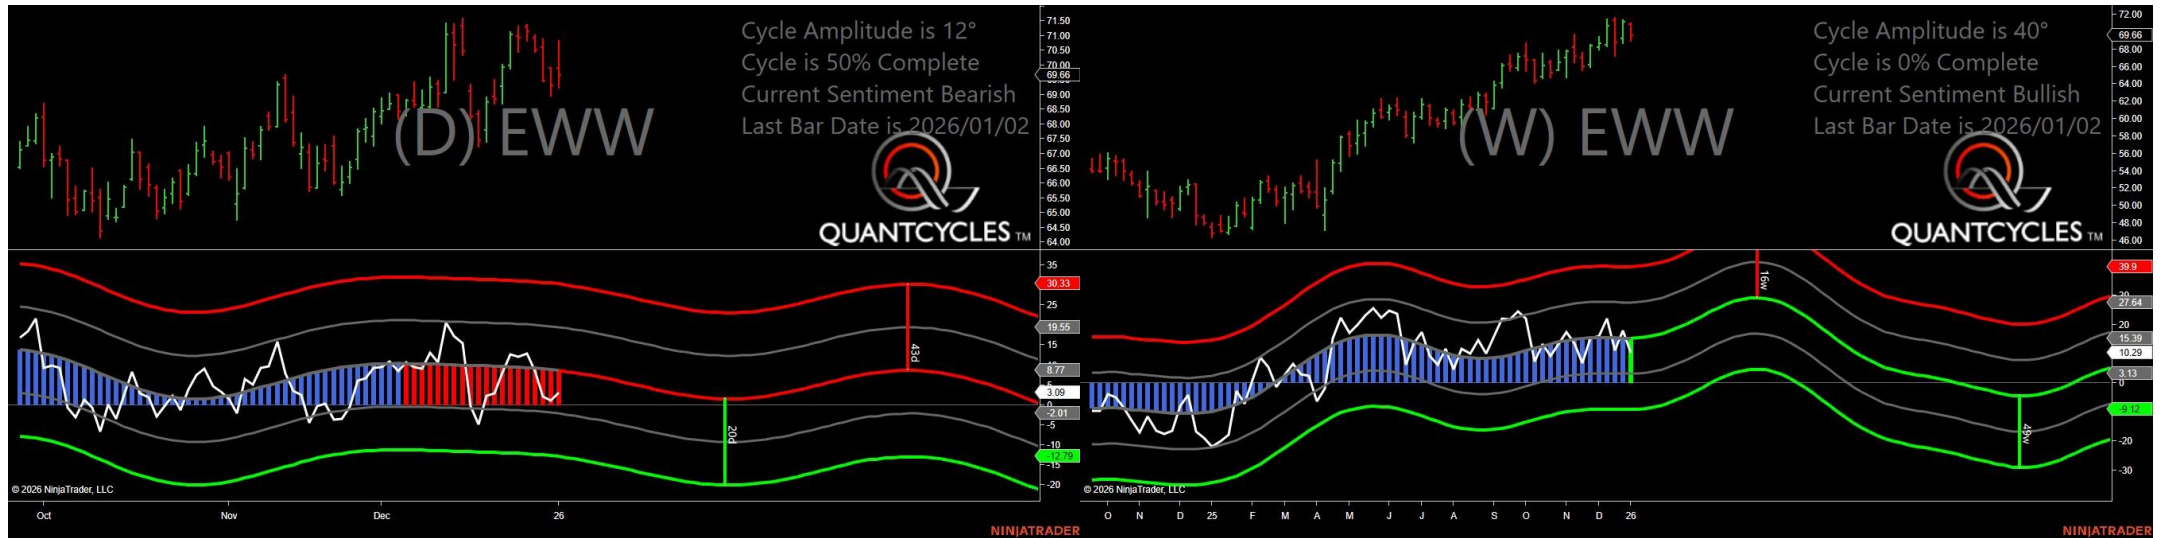 Cycle Amplitude is 12°
Cycle is 50% Complete
Current Sentiment Bearish
Last Bar Date is 2026/01/02
(D) EWW
QUANTCYCLES TM
71.50
71.00
70.50
70.00
69.66
69.00
68.50
68.00
67.50
67.00
66.50
66.00
65.50
65.00
64.50
64.00
35
30.33
25
19.55
15
8.77
5
3.09
0
-2.01
-5
-10
-12.79
-15
-20
43d
20d
© 2026 NinjaTrader, LLC
Oct Nov Dec 26
NINJATRADER
Cycle Amplitude is 40°
Cycle is 0% Complete
Current Sentiment Bullish
Last Bar Date is 2026/01/02
(W) EWW
QUANTCYCLES TM
72.00
69.66
68.00
66.00
64.00
62.00
60.00
58.00
56.00
54.00
52.00
50.00
48.00
46.00
39.9
30
27.64
20
15.39
10.29
3.13
0
-9.12
-20
-30
16w
49w
© 2026 NinjaTrader, LLC
O N D 25 F M A M J J A S O N D 26
NINJATRADER